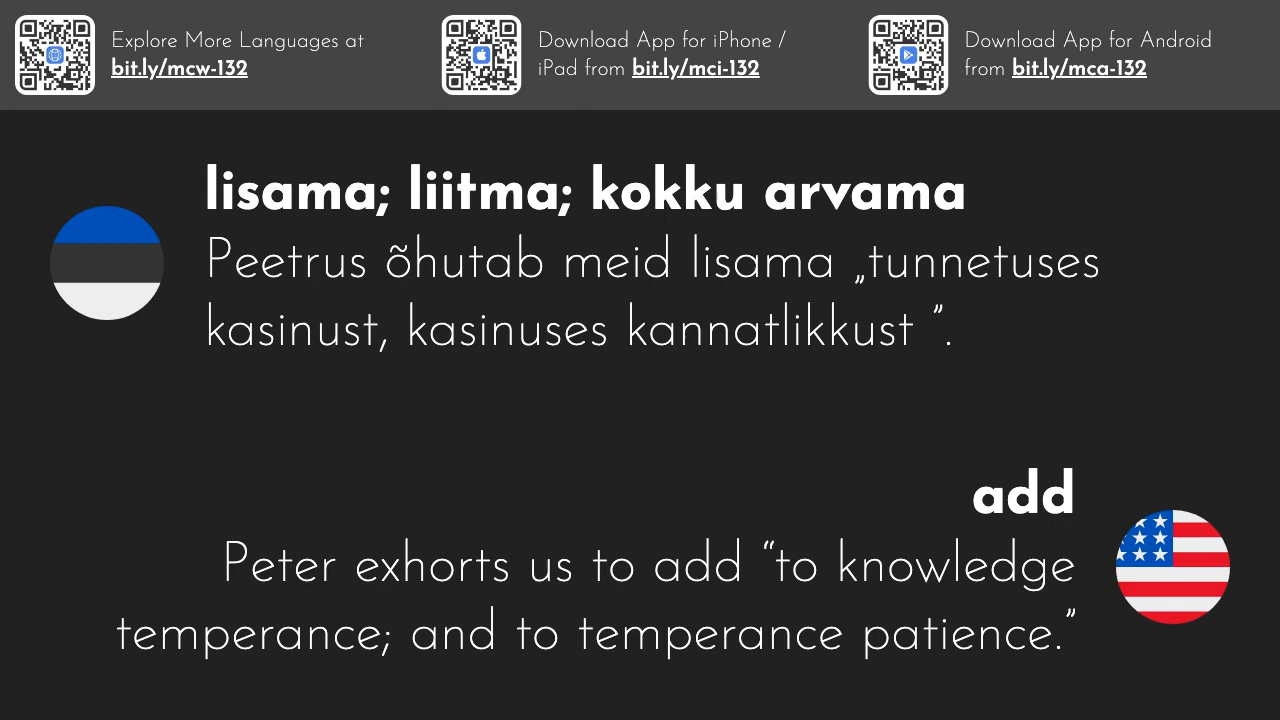 Explore More Languages at
bit.ly/mcw-132
Download App for iPhone /
iPad from bit.ly/mci-132
Download App for Android
from bit.ly/mca-132
lisama; liitma; kokku arvama
Peetrus õhutab meid lisama „tunnetuses
kasinust, kasinuses kannatlikkust ”.
add
Peter exhorts us to add “to knowledge
temperance; and to temperance patience.”